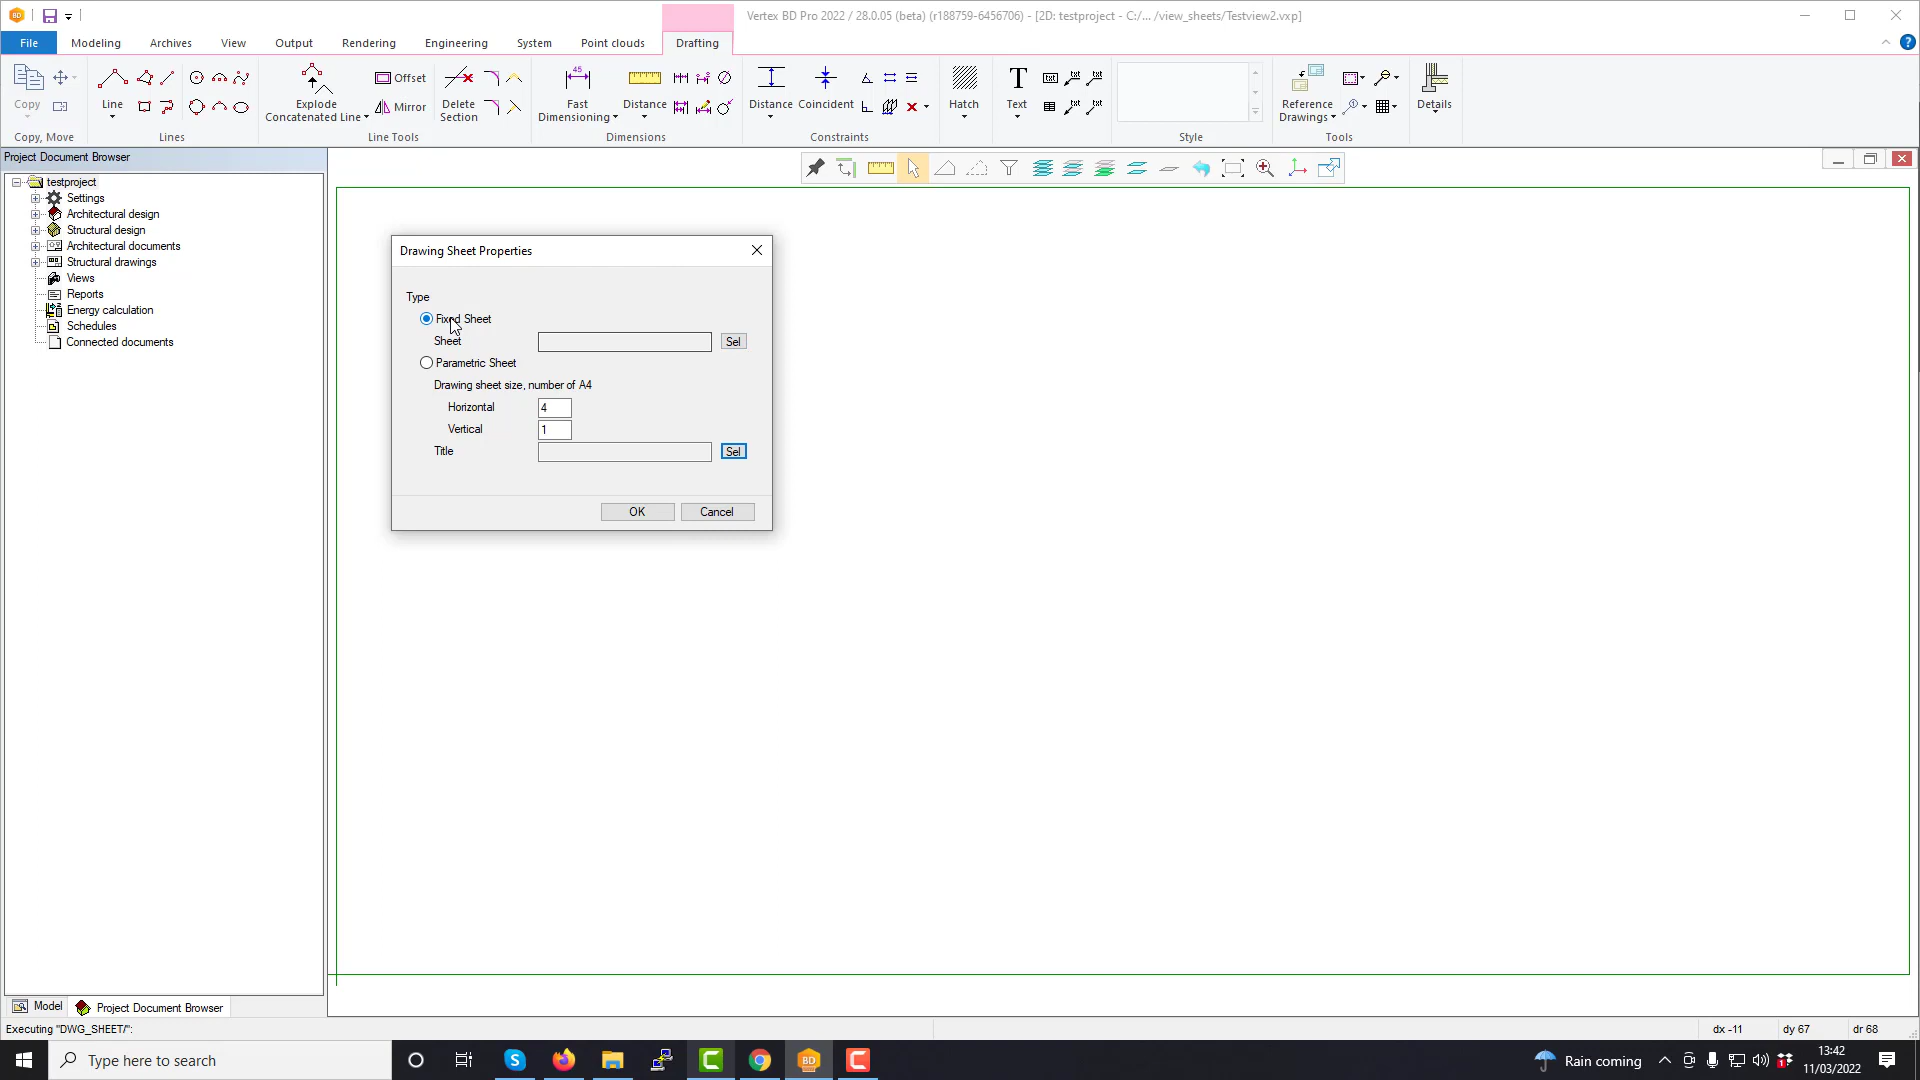 Vertex BD Pro 2022 / 28.0.05 (beta) (r188759-6456706) - [2D: testproject - C:/... /view_sheets/Testview2.vxp]
File Modeling Archives View Output Rendering Engineering System Point clouds Drafting
45
Copy
Line
Explode
Concatenated Line
Offset
Mirror
Delete
Section
Fast
Dimensioning
Distance
Distance
Coincident
Hatch
Text
Reference
Drawings
Details
Copy, Move Lines Line Tools Dimensions Constraints Style Tools
Project Document Browser
testproject
Settings
Architectural design
Structural design
Architectural documents
Structural drawings
Views
Reports
Energy calculation
Schedules
Connected documents
Drawing Sheet Properties
Type
Fixed Sheet
Sheet Sel
Parametric Sheet
Drawing sheet size, number of A4
Horizontal 4
Vertical 1
Title Sel
OK Cancel
Model Project Document Browser
Executing "DWG_SHEET/": dx -11 dy 67 dr 68
Type here to search
BD
Rain coming
13:42
11/03/2022